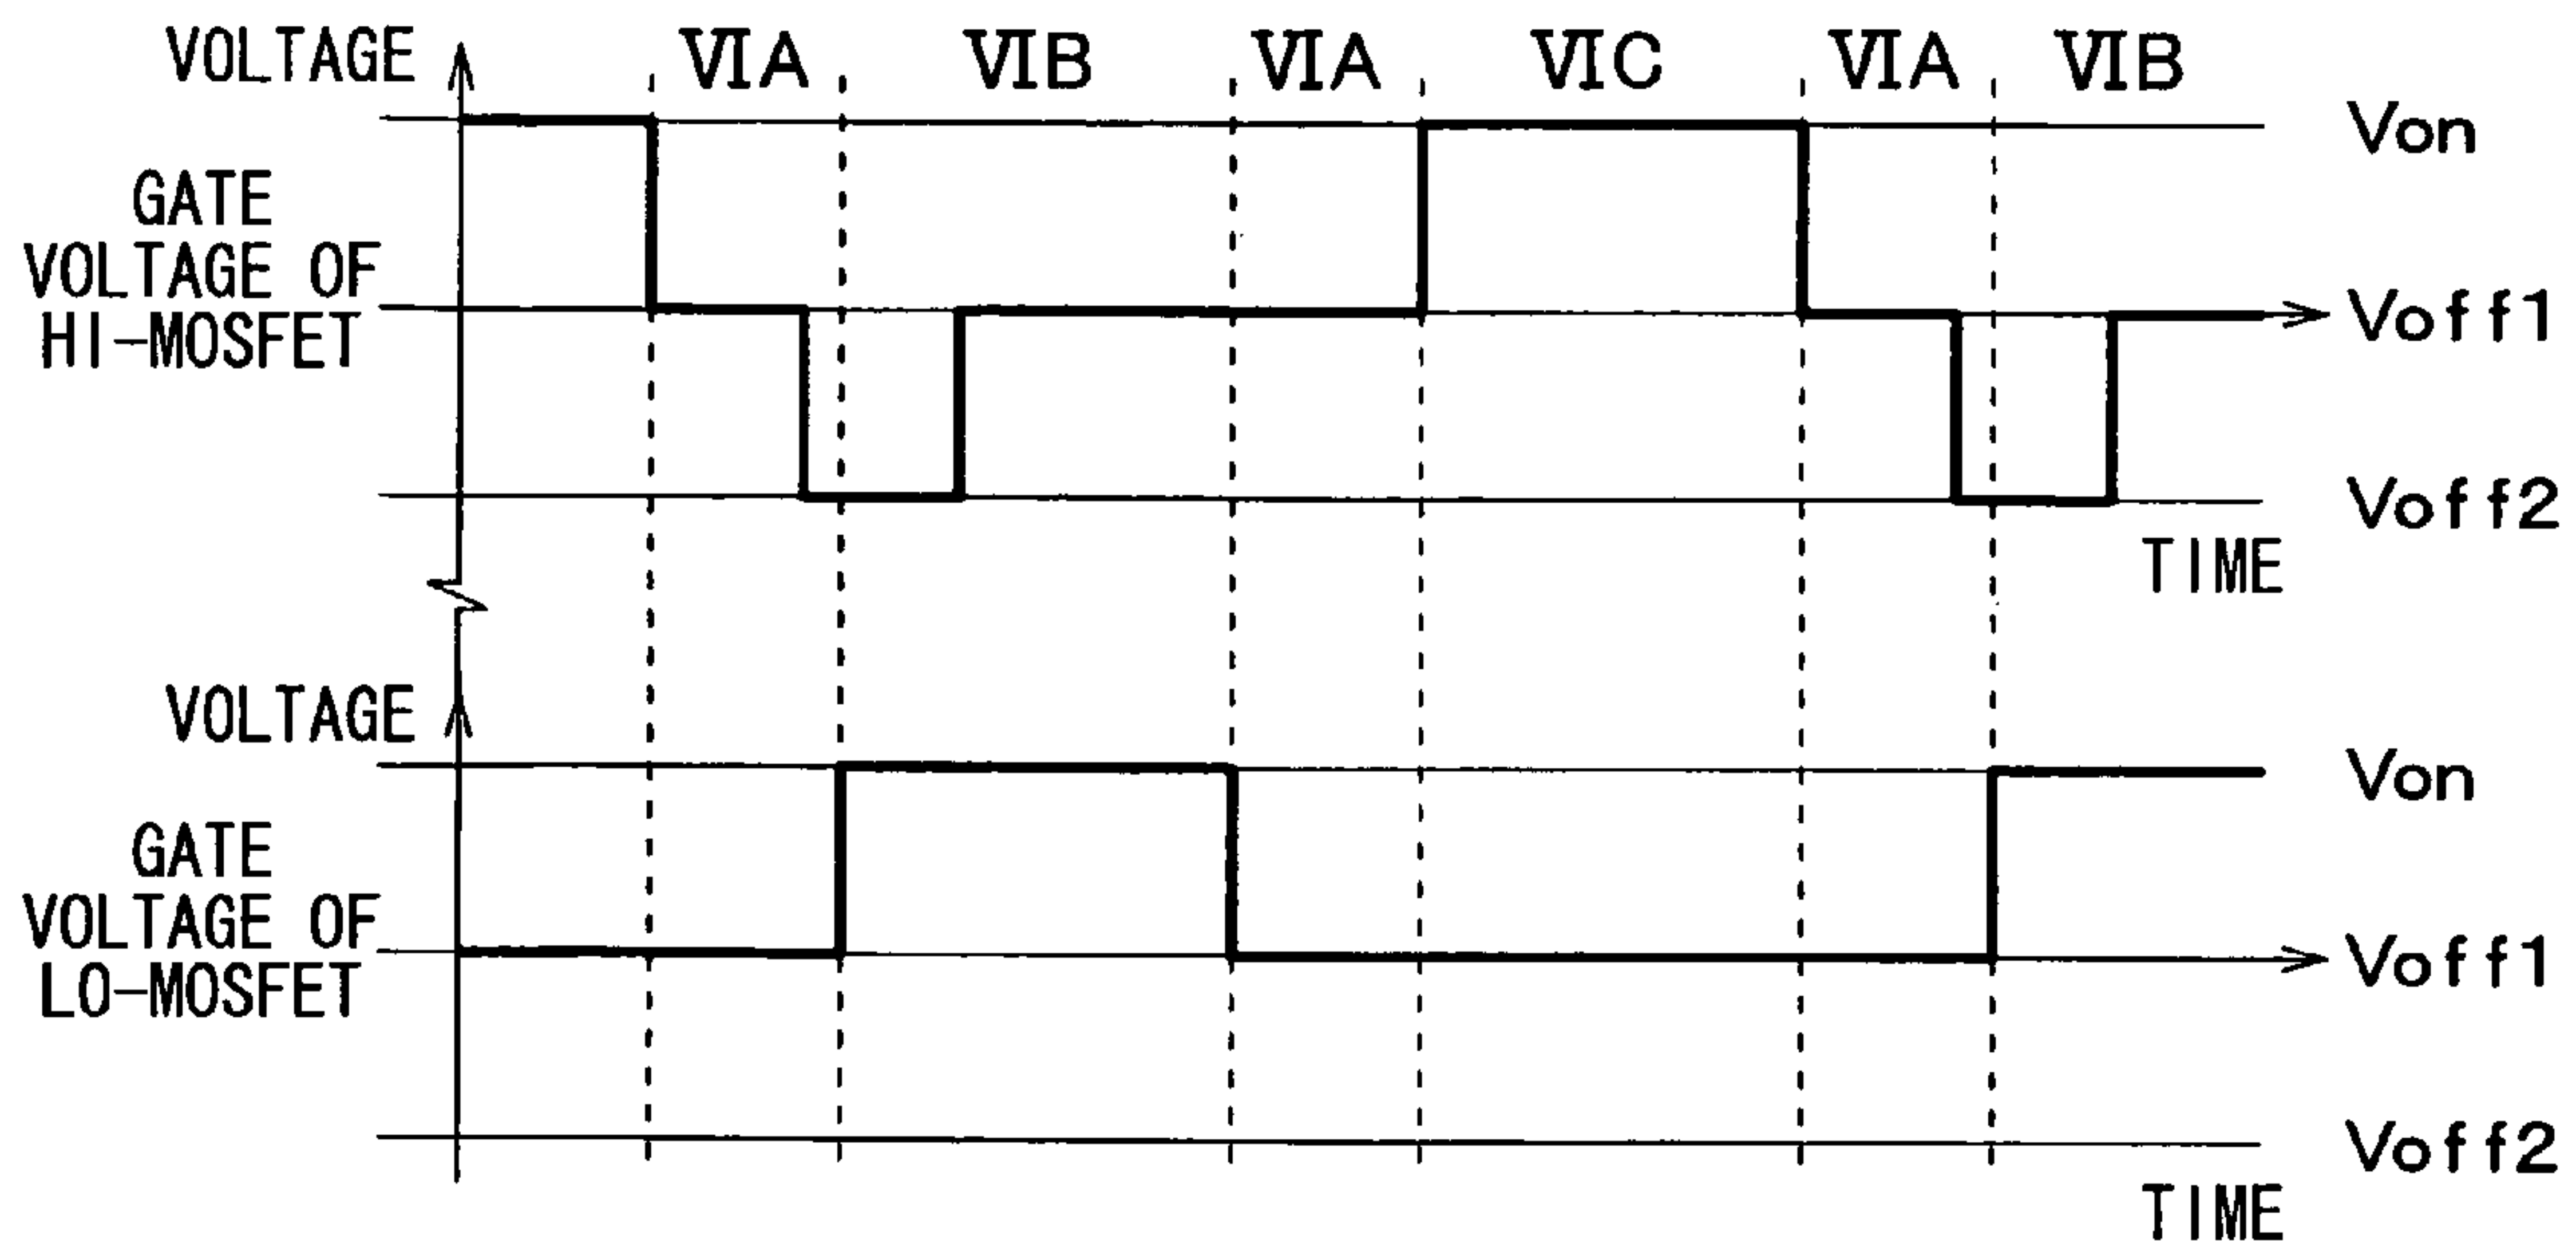 VOLTAGE
VIA VIB VIA VIC VIA VIB
Von
GATE
VOLTAGE OF
HI-MOSFET
Voff1
Voff2
TIME
VOLTAGE
Von
GATE
VOLTAGE OF
LO-MOSFET
Voff1
Voff2
TIME